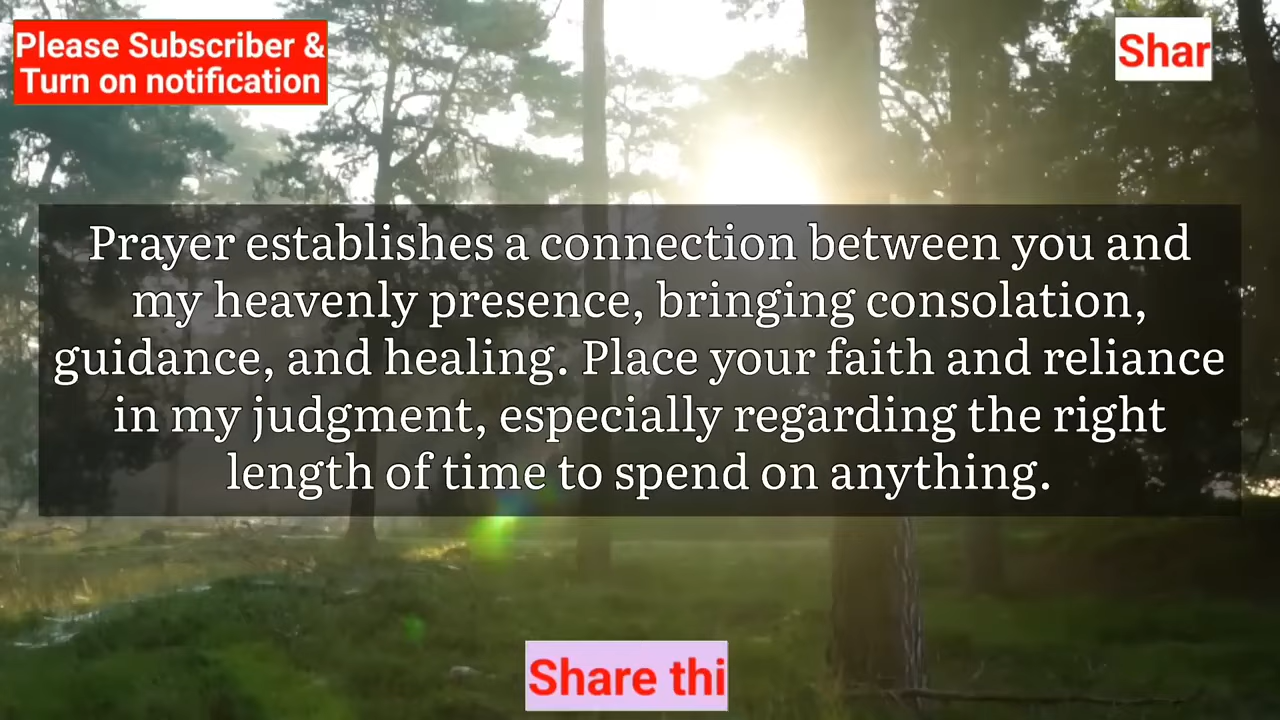 Please Subscriber &
Turn on notification
Shar
Prayer establishes a connection between you and
my heavenly presence, bringing consolation,
guidance, and healing. Place your faith and reliance
in my judgment, especially regarding the right
length of time to spend on anything.
Share thi